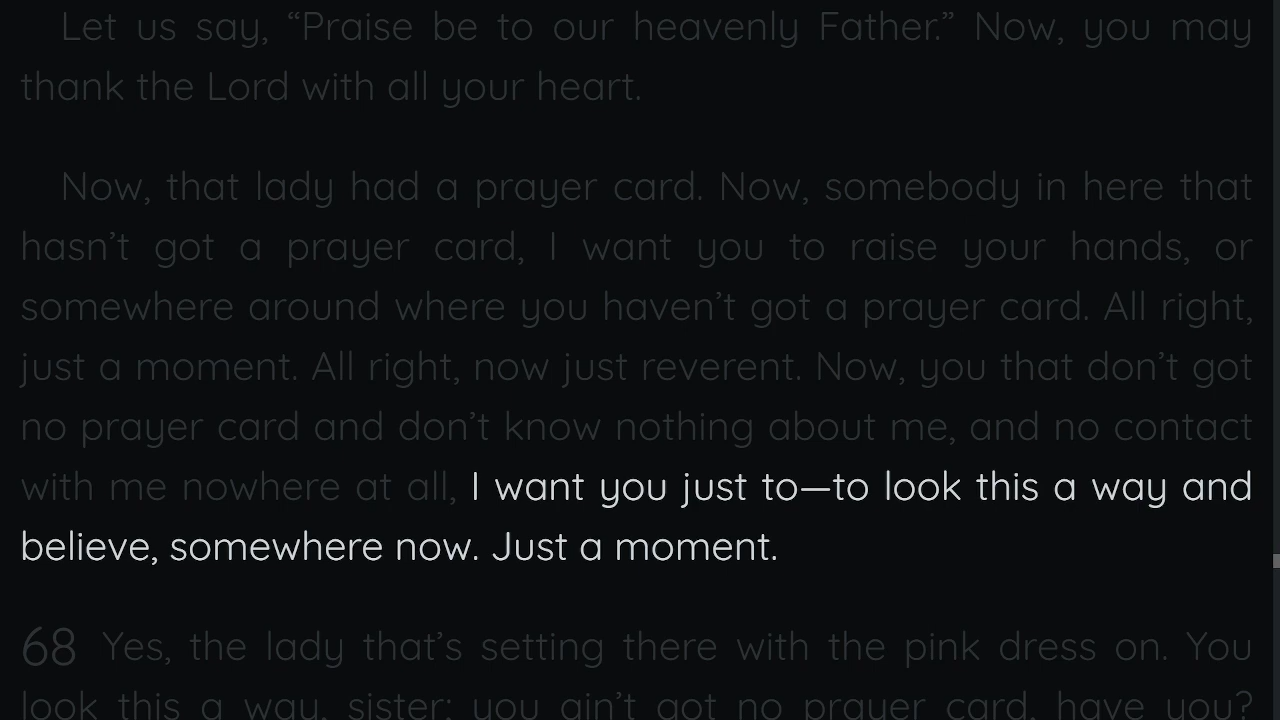 Let us say, “Praise be to our heavenly Father.” Now, you may
thank the Lord with all your heart.
Now, that lady had a prayer card. Now, somebody in here that
hasn’t got a prayer card, I want you to raise your hands, or
somewhere around where you haven’t got a prayer card. All right,
just a moment. All right, now just reverent. Now, you that don’t got
no prayer card and don’t know nothing about me, and no contact
with me nowhere at all, I want you just to—to look this a way and
believe, somewhere now. Just a moment.
68 Yes, the lady that’s setting there with the pink dress on. You
look this a way, sister; you ain’t got no prayer card, have you?